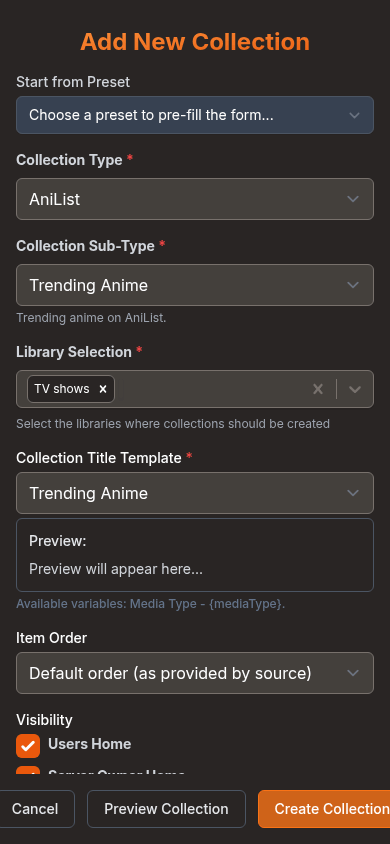 Add New Collection
Start from Preset
Choose a preset to pre-fill the form...
Collection Type *
AniList
Collection Sub-Type *
Trending Anime
Trending anime on AniList.
Library Selection *
TV shows
Select the libraries where collections should be created
Collection Title Template *
Trending Anime
Preview:
Preview will appear here...
Available variables: Media Type - {mediaType}.
Item Order
Default order (as provided by source)
Visibility
Users Home
Server Owner Home
Cancel
Preview Collection
Create Collection